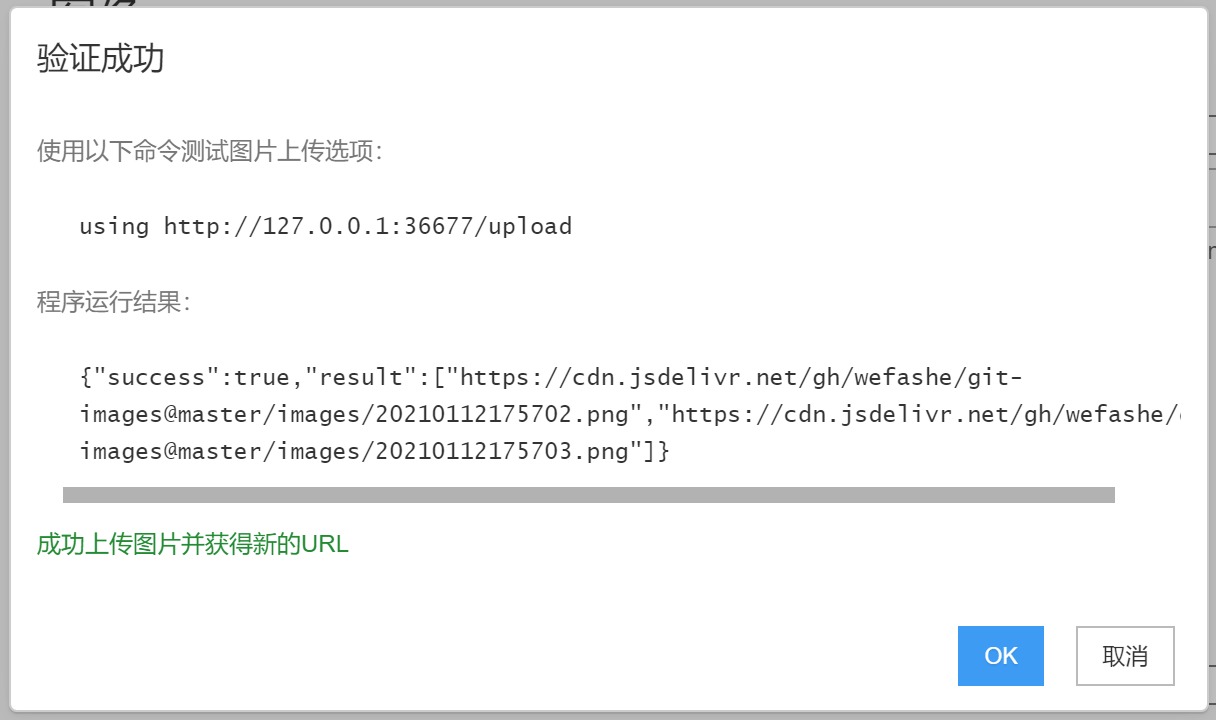 验证成功
使用以下命令测试图片上传选项：
using http://127.0.0.1:36677/upload
程序运行结果：
{"success":true,"result":["https://cdn.jsdelivr.net/gh/wefashe/git-
images@master/images/20210112175702.png","https://cdn.jsdelivr.net/gh/wefashe/
images@master/images/20210112175703.png"]}
成功上传图片并获得新的URL
OK 取消